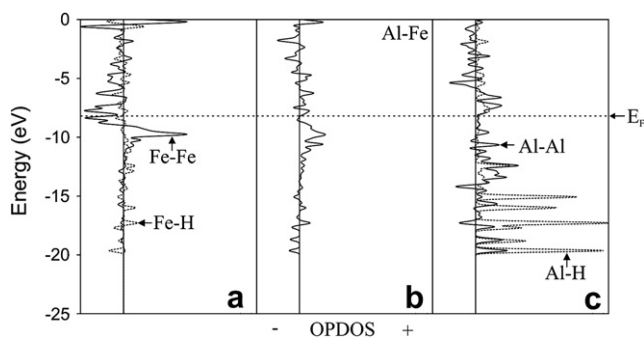 0
-5
-10
-15
-20
-25
Energy (eV)
Fe-Fe
Fe-H
a
b
- OPDOS +
Al-Fe
Al-Al
Al-H
c
E_F